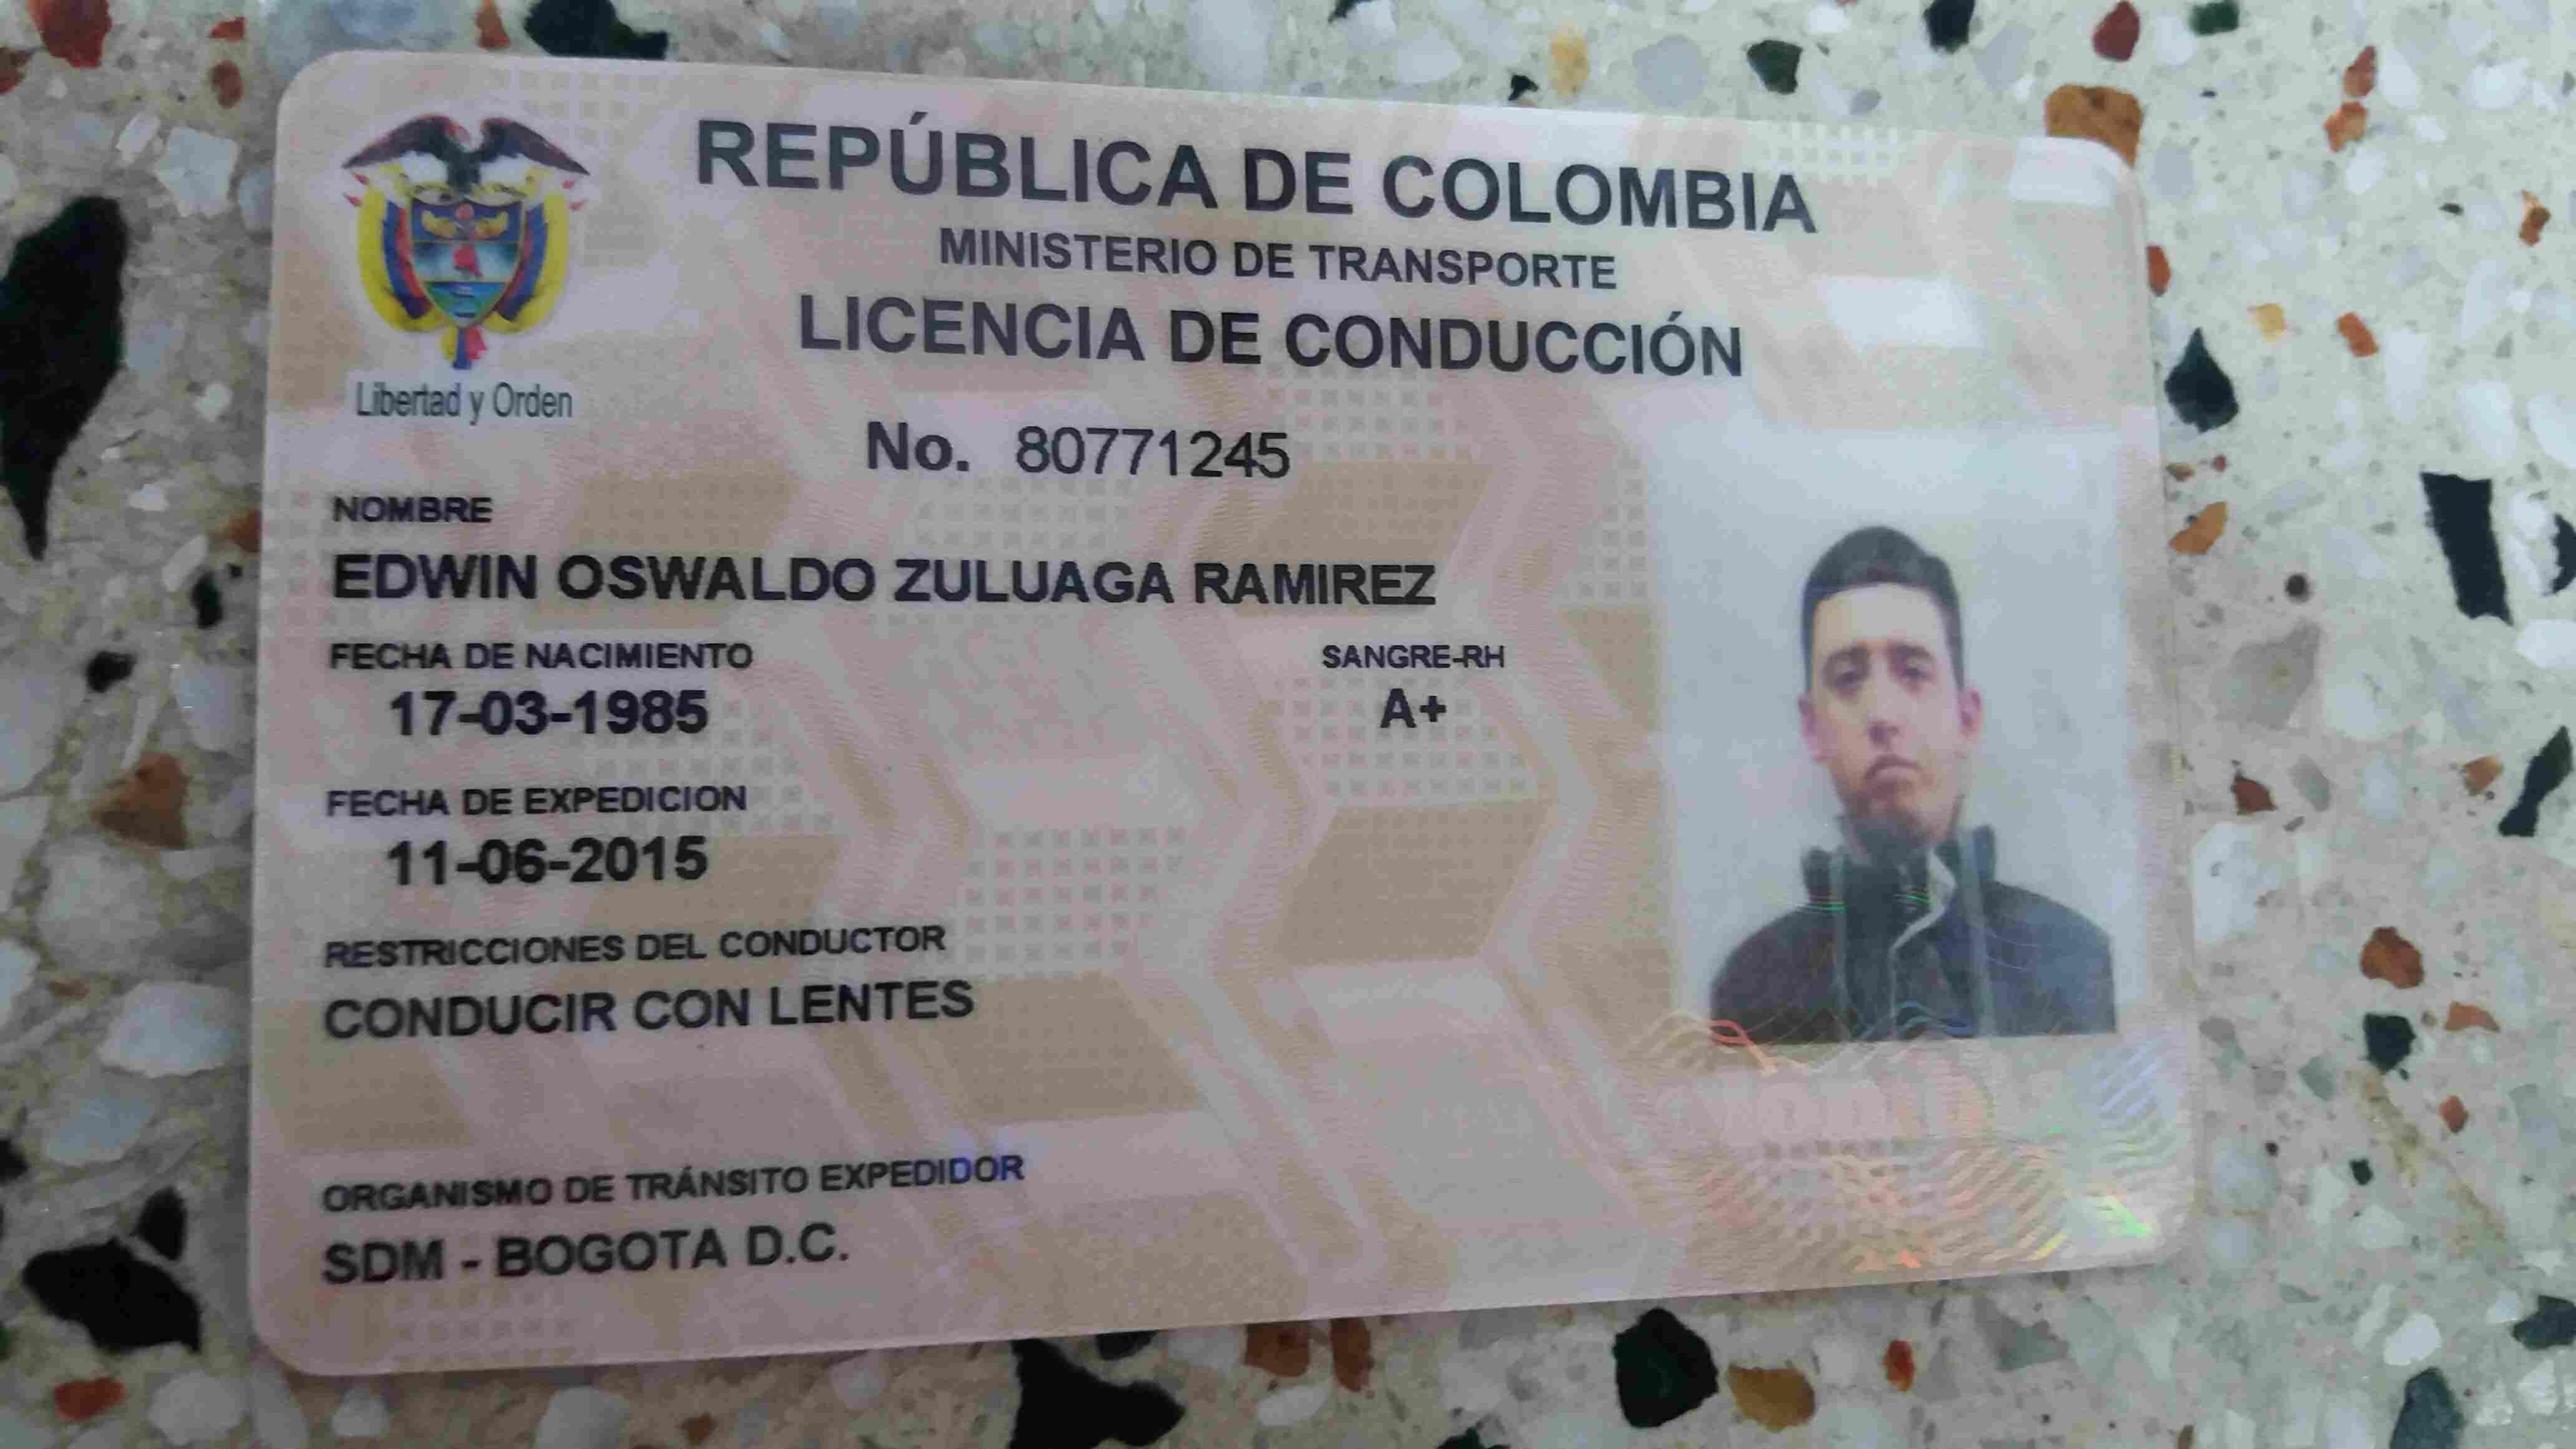 REPÚBLICA DE COLOMBIA
MINISTERIO DE TRANSPORTE
LICENCIA DE CONDUCCIÓN
Libertad y Orden
No. 80771245
NOMBRE
EDWIN OSWALDO ZULUAGA RAMIREZ
FECHA DE NACIMIENTO
17-03-1985
SANGRE-RH
A+
FECHA DE EXPEDICION
11-06-2015
RESTRICCIONES DEL CONDUCTOR
CONDUCIR CON LENTES
ORGANISMO DE TRÁNSITO EXPEDIDOR
SDM - BOGOTA D.C.